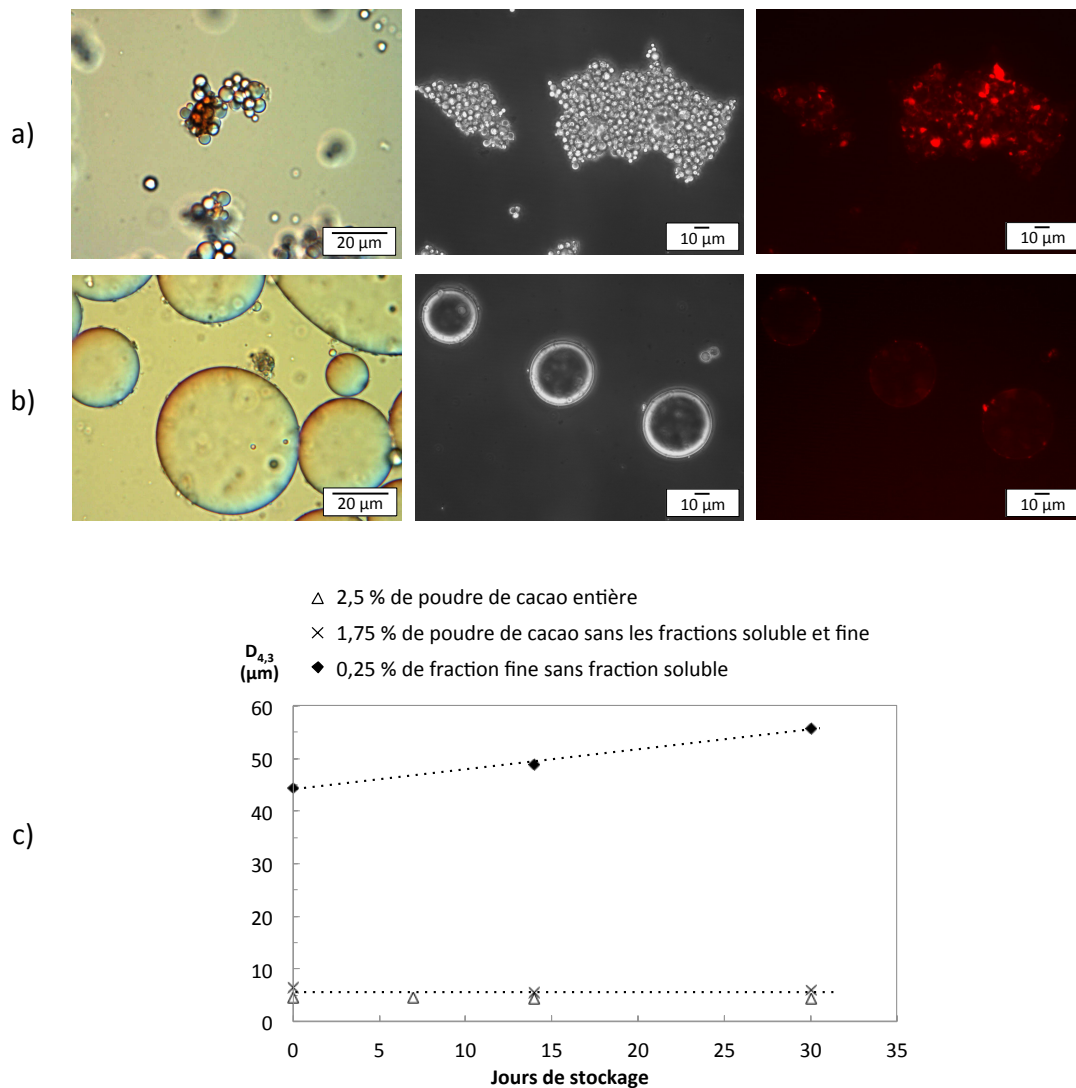 a)
20 µm
10 µm
10 µm
b)
20 µm
10 µm
10 µm
△ 2,5 % de poudre de cacao entière
× 1,75 % de poudre de cacao sans les fractions soluble et fine
◆ 0,25 % de fraction fine sans fraction soluble
D4,3
(µm)
60
50
40
30
20
10
0
c)
0 5 10 15 20 25 30 35
Jours de stockage